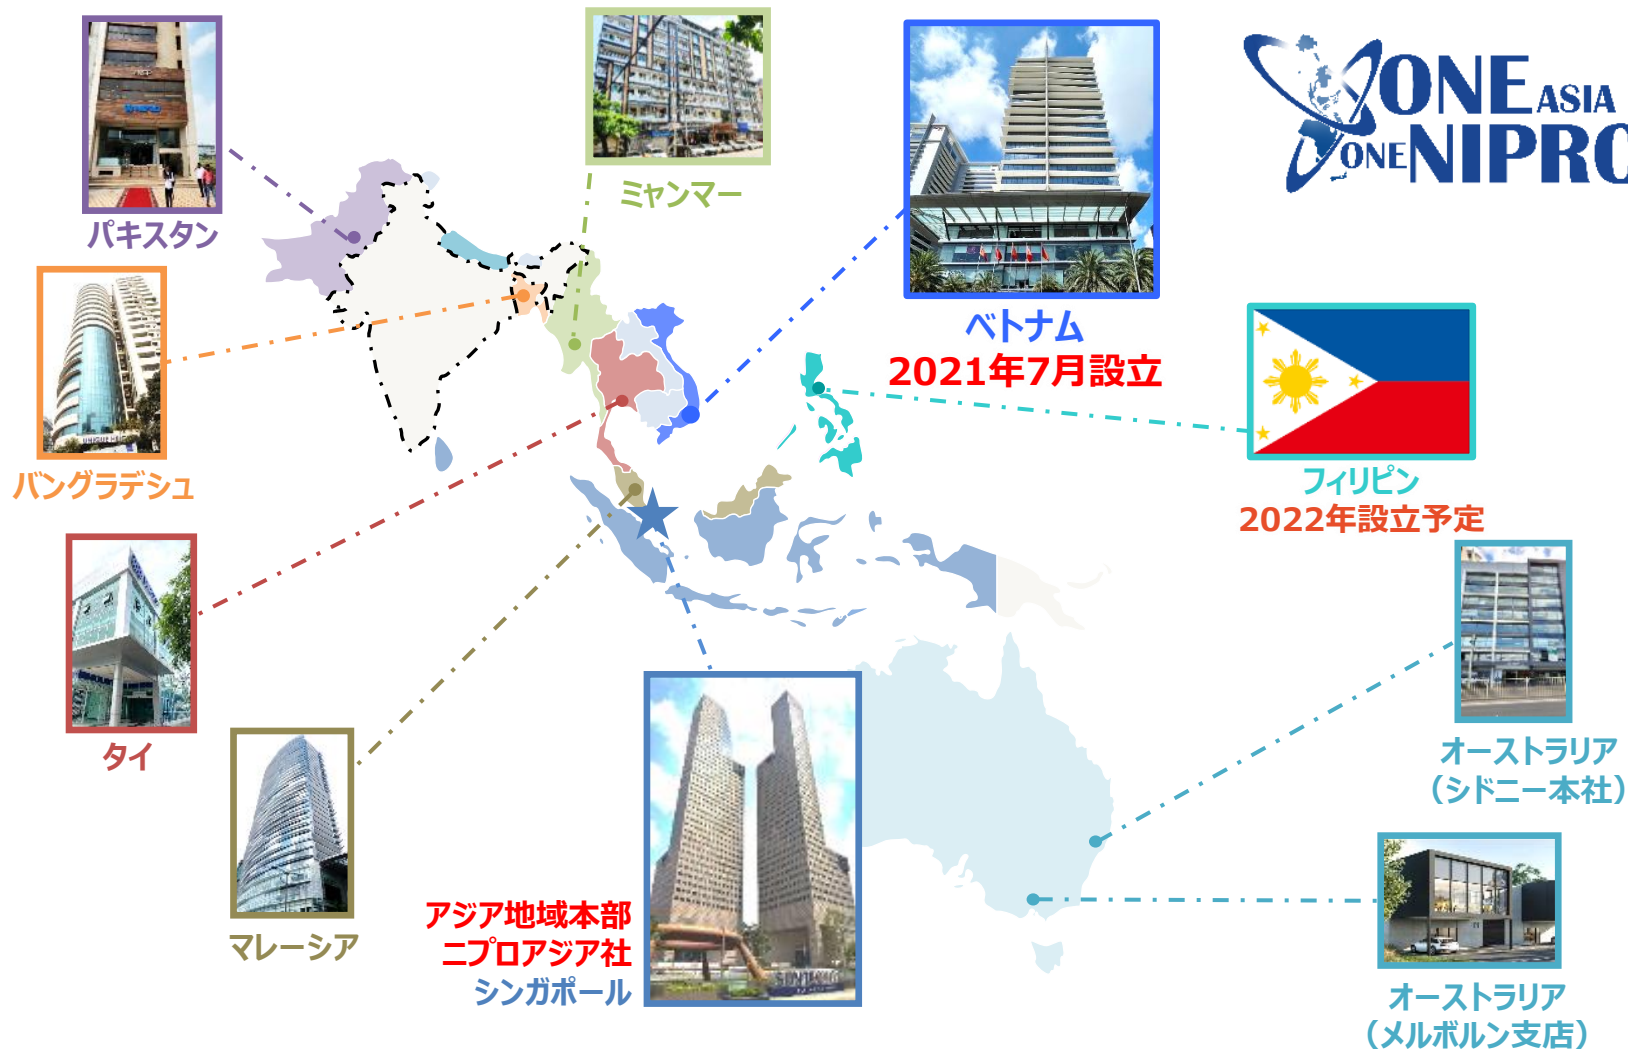 ONE ASIA
ONE NIPRO
パキスタン
ミャンマー
ベトナム
2021年7月設立
バングラデシュ
フィリピン
2022年設立予定
タイ
オーストラリア
(シドニー本社)
マレーシア
アジア地域本部
ニプロアジア社
シンガポール
オーストラリア
(メルボルン支店)